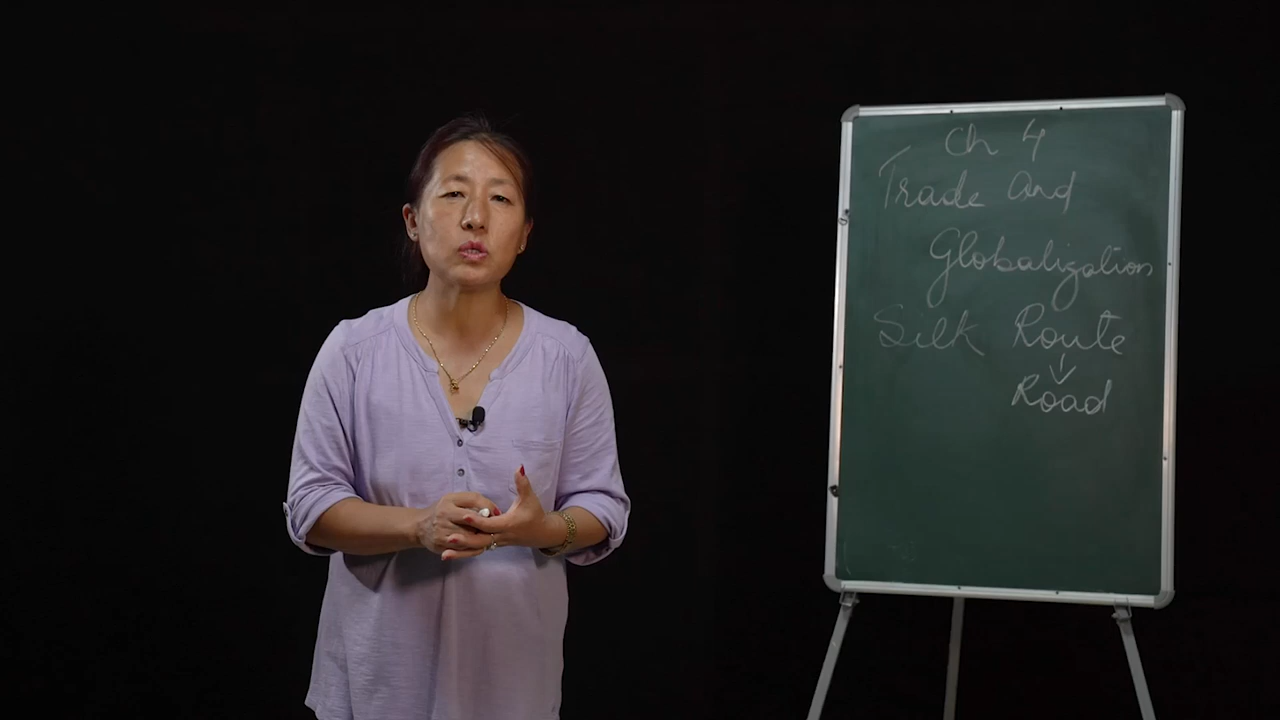 Ch 4
Trade and
Globalization
Silk Route
↓
Road